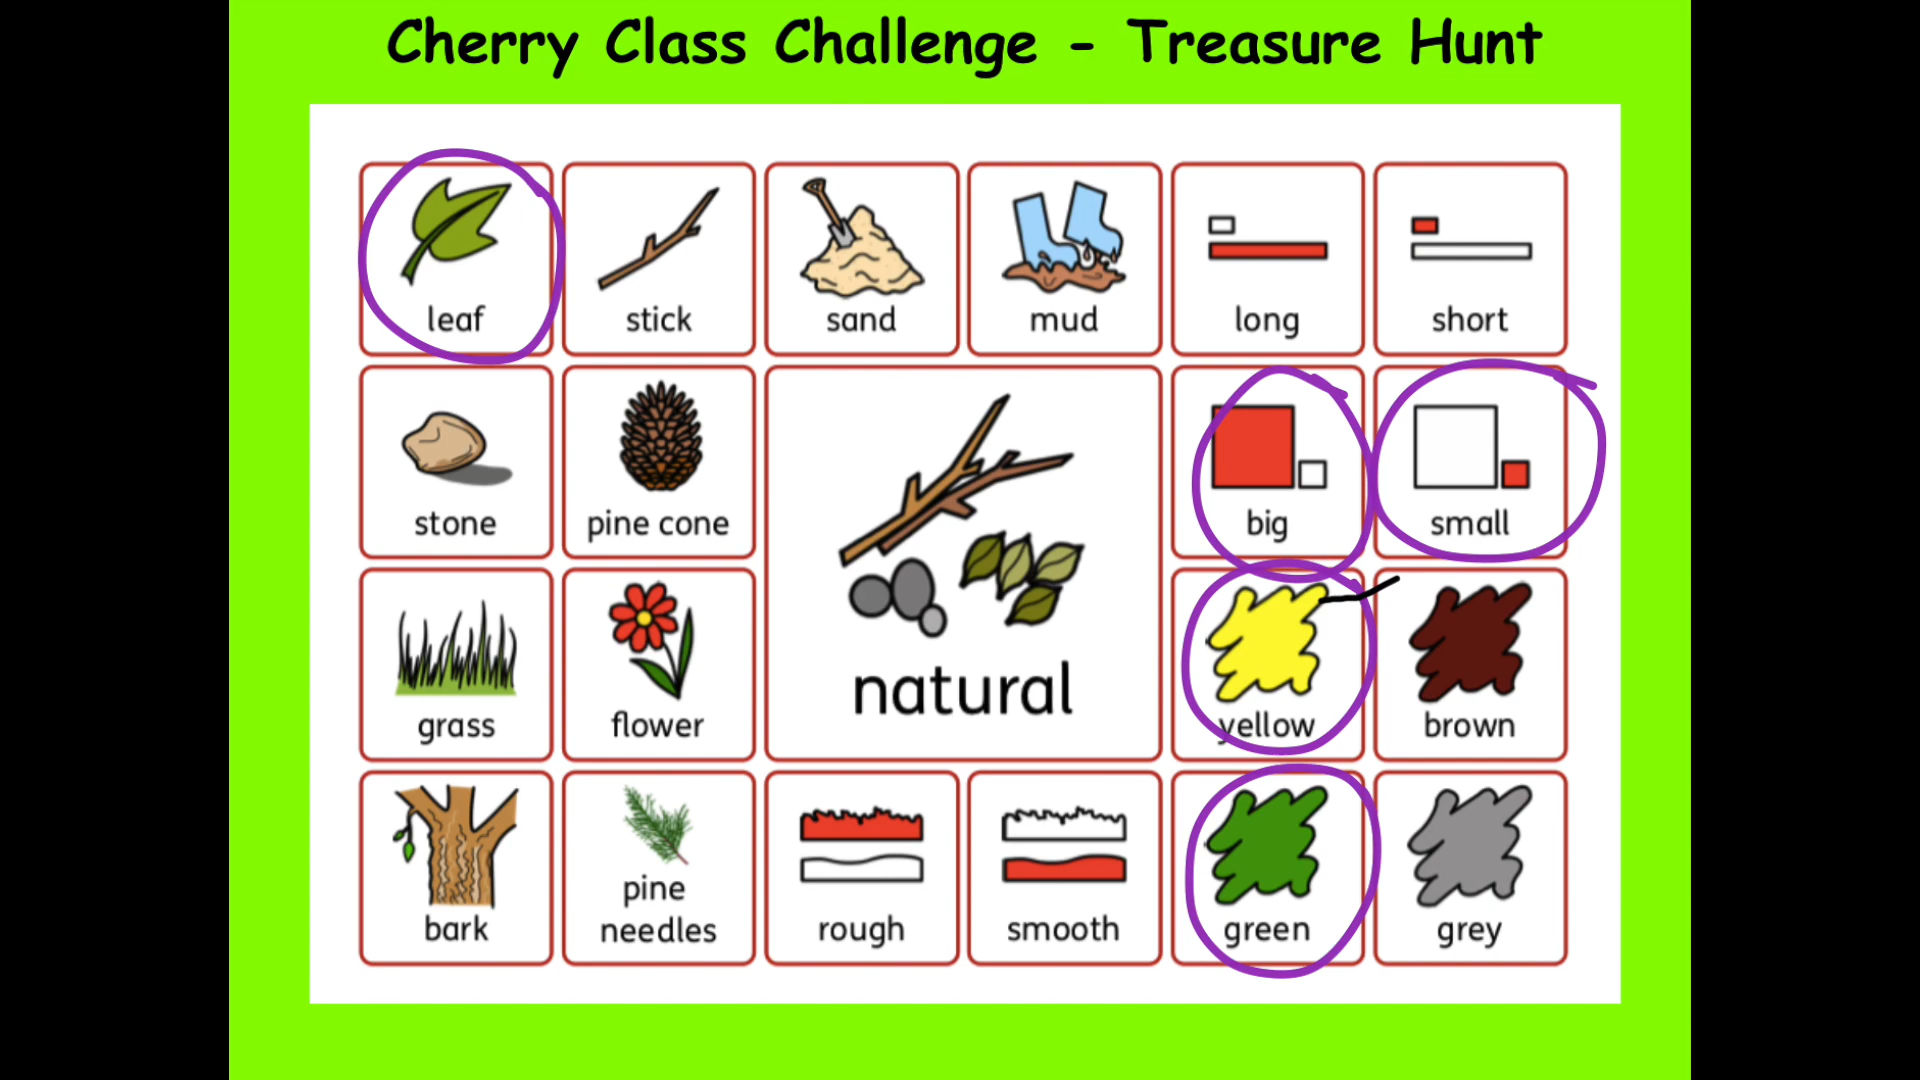 Cherry Class Challenge - Treasure Hunt
leaf stick sand mud long short
stone pine cone big small
natural
grass flower yellow brown
bark pine needles rough smooth green grey